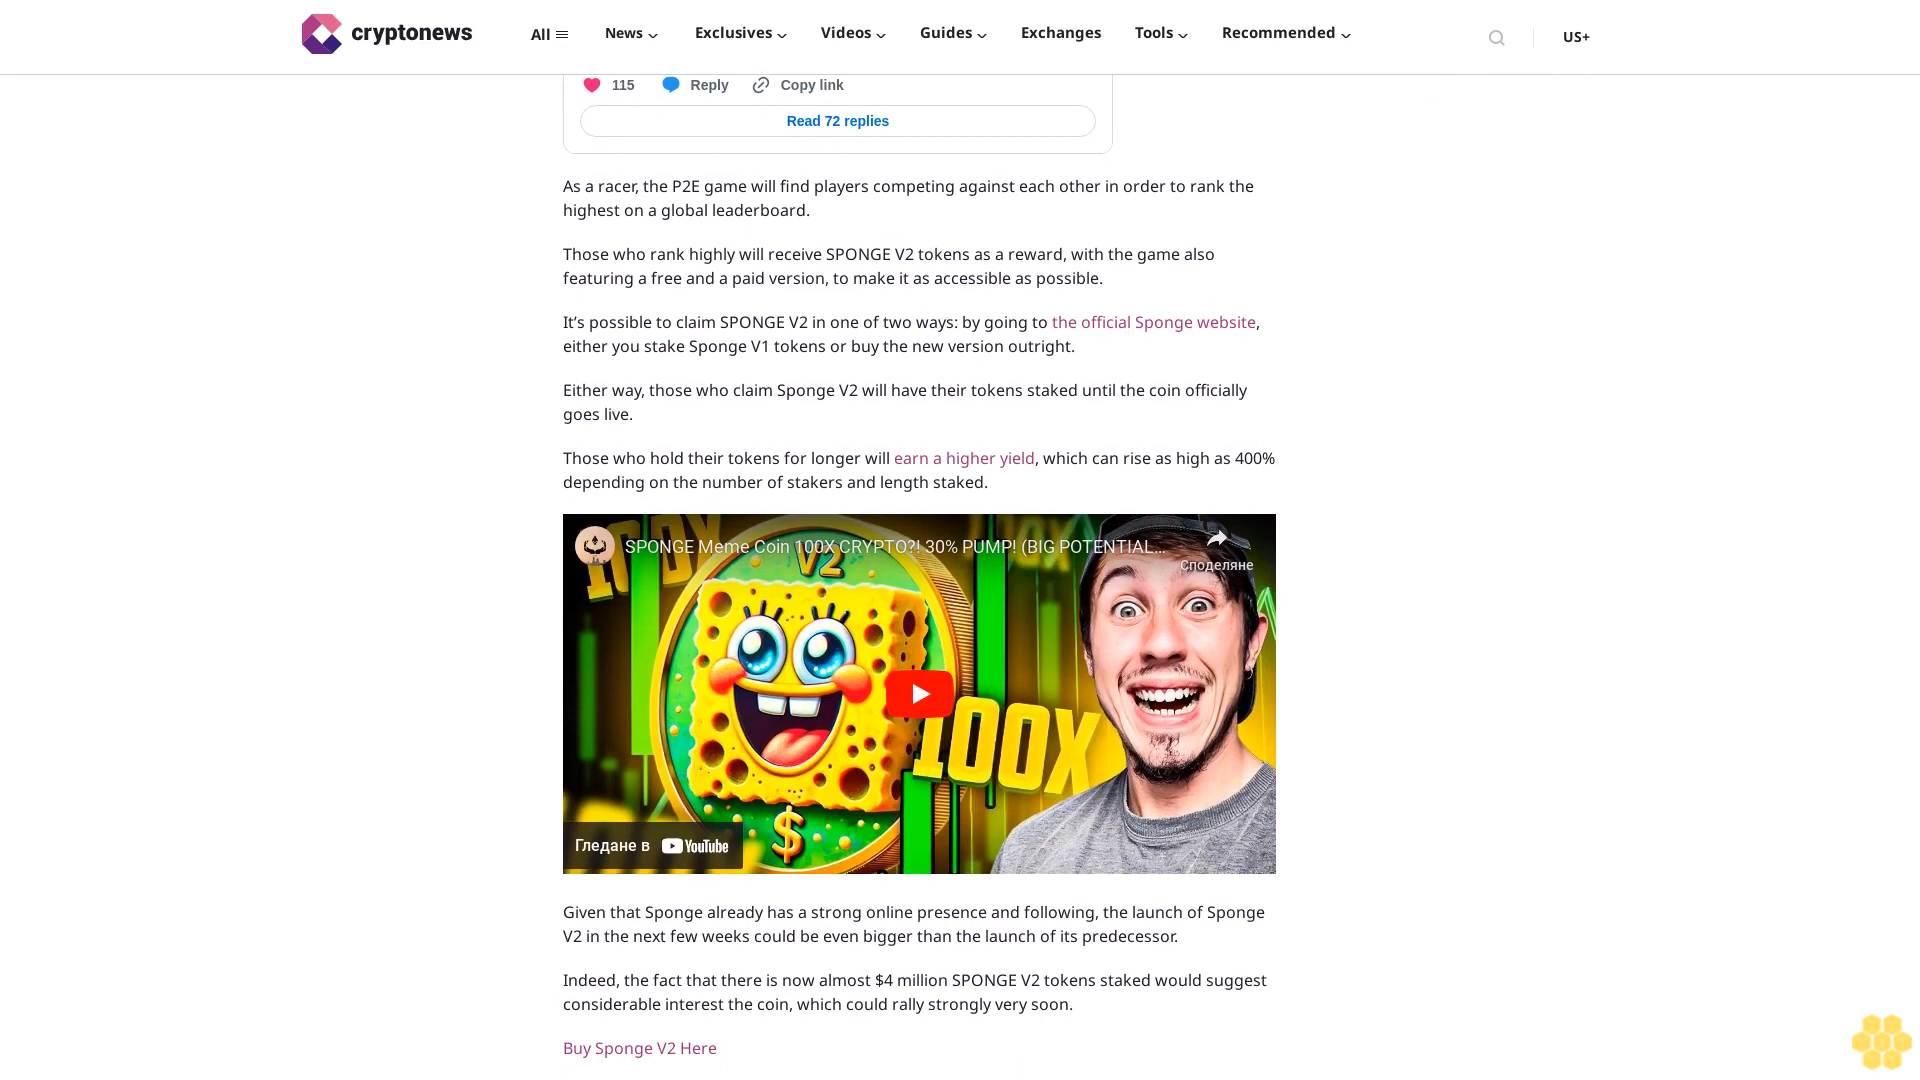 cryptonews
All
News
Exclusives
Videos
Guides
Exchanges
Tools
Recommended
US+
115
Reply
Copy link
Read 72 replies
As a racer, the P2E game will find players competing against each other in order to rank the
highest on a global leaderboard.
Those who rank highly will receive SPONGE V2 tokens as a reward, with the game also
featuring a free and a paid version, to make it as accessible as possible.
It’s possible to claim SPONGE V2 in one of two ways: by going to the official Sponge website,
either you stake Sponge V1 tokens or buy the new version outright.
Either way, those who claim Sponge V2 will have their tokens staked until the coin officially
goes live.
Those who hold their tokens for longer will earn a higher yield, which can rise as high as 400%
depending on the number of stakers and length staked.
100X
SPONGE Meme Coin 100X CRYPTO?! 30% PUMP! (BIG POTENTIAL...
Споделяне
V2
100X
$
Гледане в YouTube
Given that Sponge already has a strong online presence and following, the launch of Sponge
V2 in the next few weeks could be even bigger than the launch of its predecessor.
Indeed, the fact that there is now almost $4 million SPONGE V2 tokens staked would suggest
considerable interest the coin, which could rally strongly very soon.
Buy Sponge V2 Here